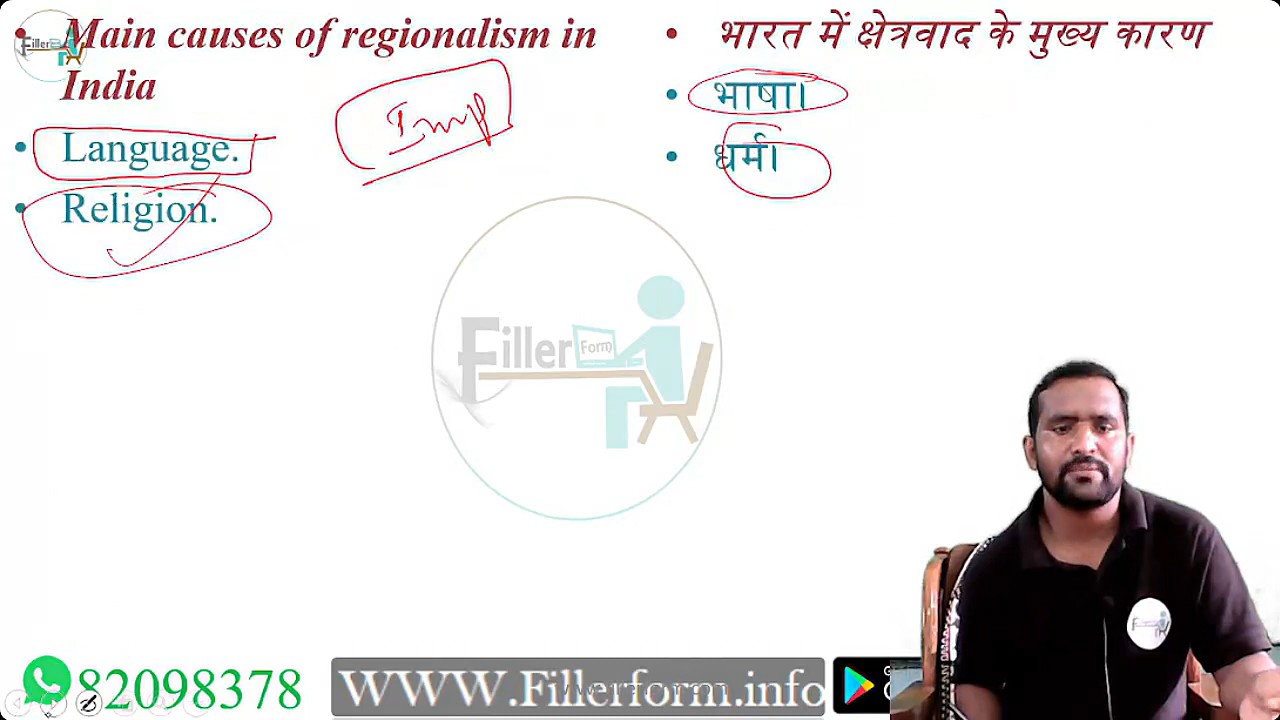 Main causes of regionalism in
India
Language.
Religion.
Imp
भारत में क्षेत्रवाद के मुख्य कारण
भाषा।
धर्म।
Filler Form
82098378
WWW.Fillerform.info